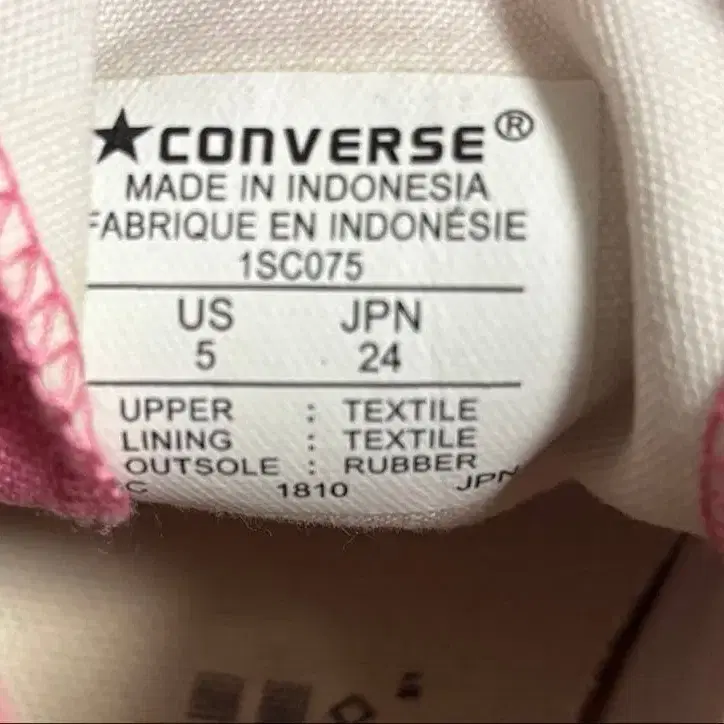 ★CONVERSE®
MADE IN INDONESIA
FABRIQUE EN INDONÉSIE
1SC075
US JPN
5 24
UPPER : TEXTILE
LINING : TEXTILE
OUTSOLE : RUBBER
C 1810 JPN